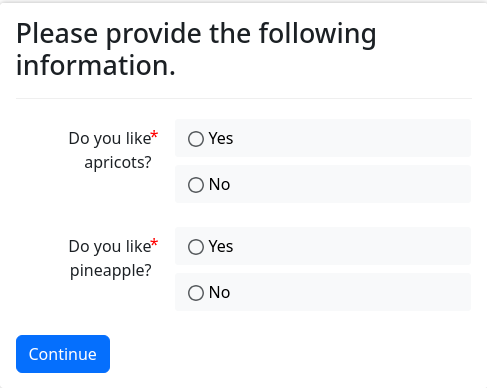 Please provide the following
information.
Do you like*
apricots?
Yes
No
Do you like*
pineapple?
Yes
No
Continue